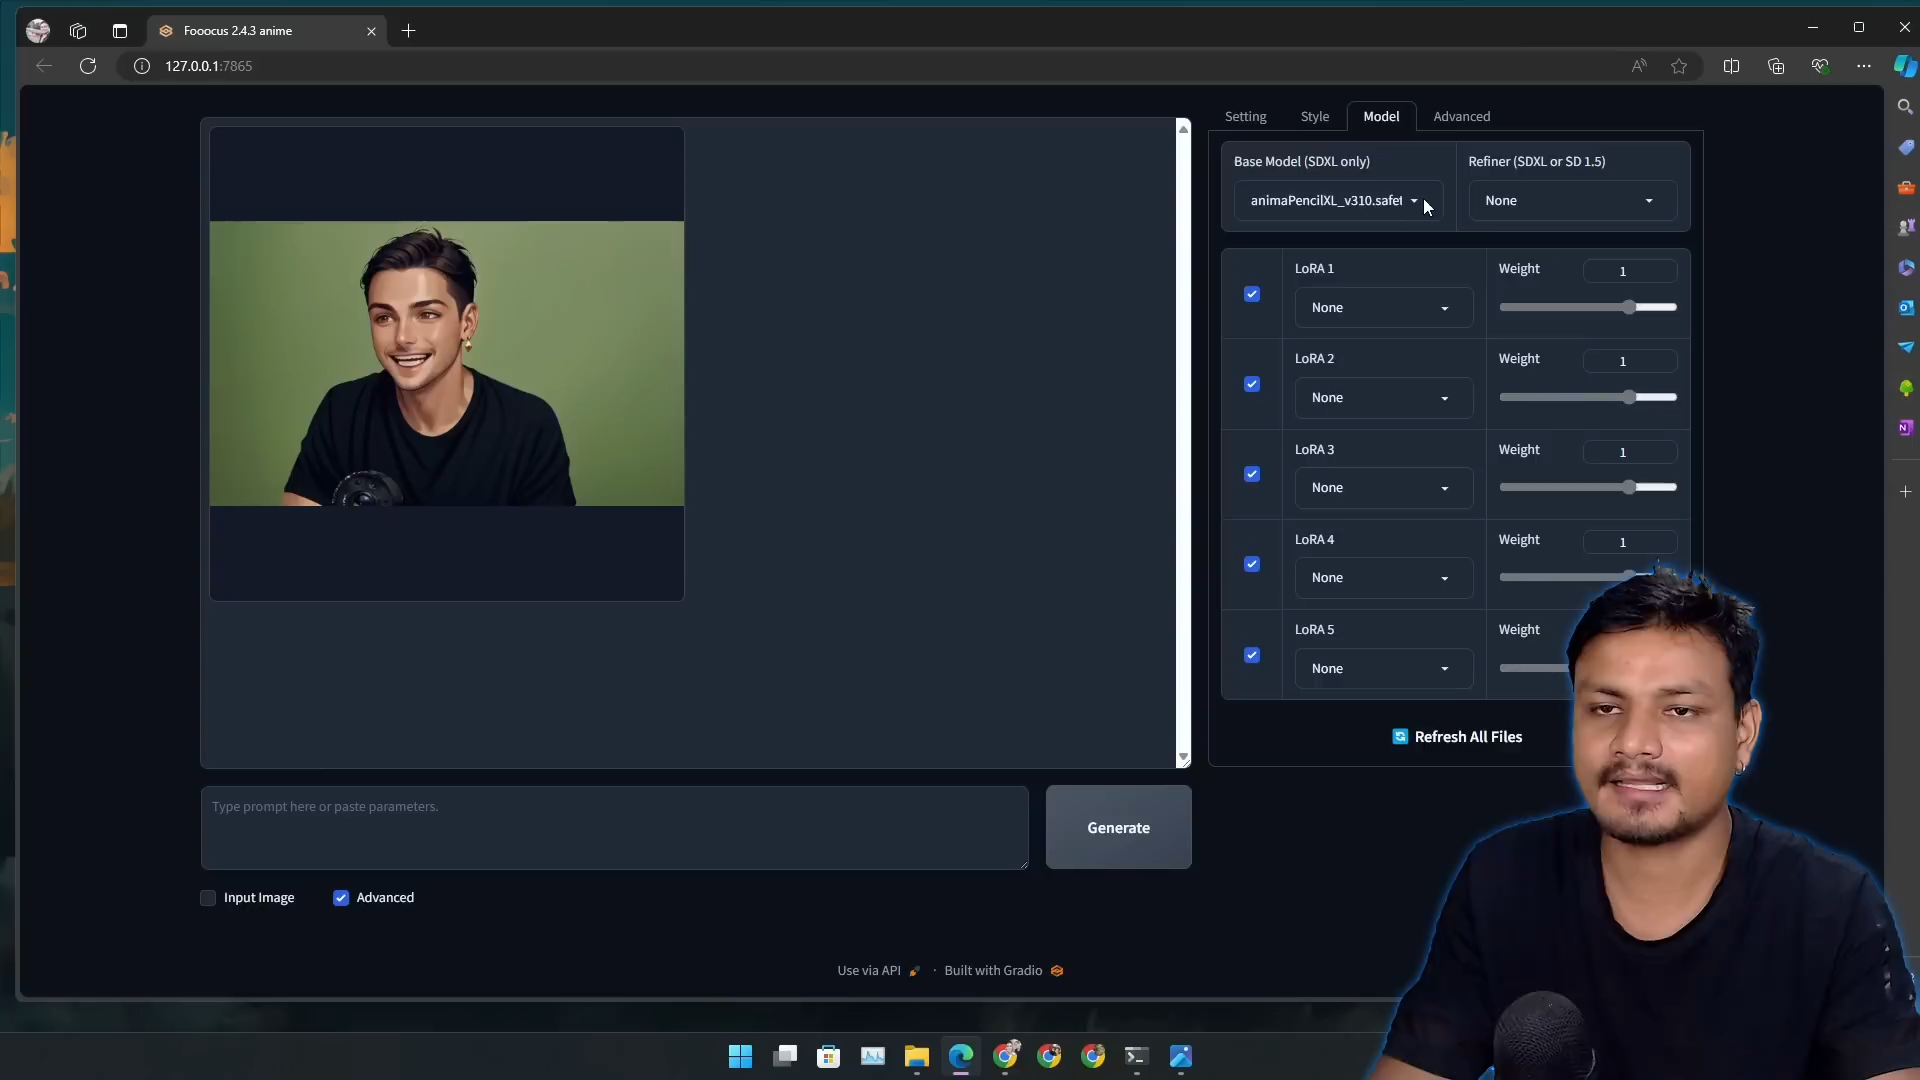 Fooocus 2.4.3 anime
127.0.0.1:7865
Setting
Style
Model
Advanced
Base Model (SDXL only)
Refiner (SDXL or SD 1.5)
animaPencilXL_v310.safet
None
LoRA 1
Weight
1
None
LoRA 2
Weight
1
None
LoRA 3
Weight
1
None
LoRA 4
Weight
1
None
LoRA 5
Weight
None
Refresh All Files
Type prompt here or paste parameters.
Generate
Input Image
Advanced
Use via API · Built with Gradio